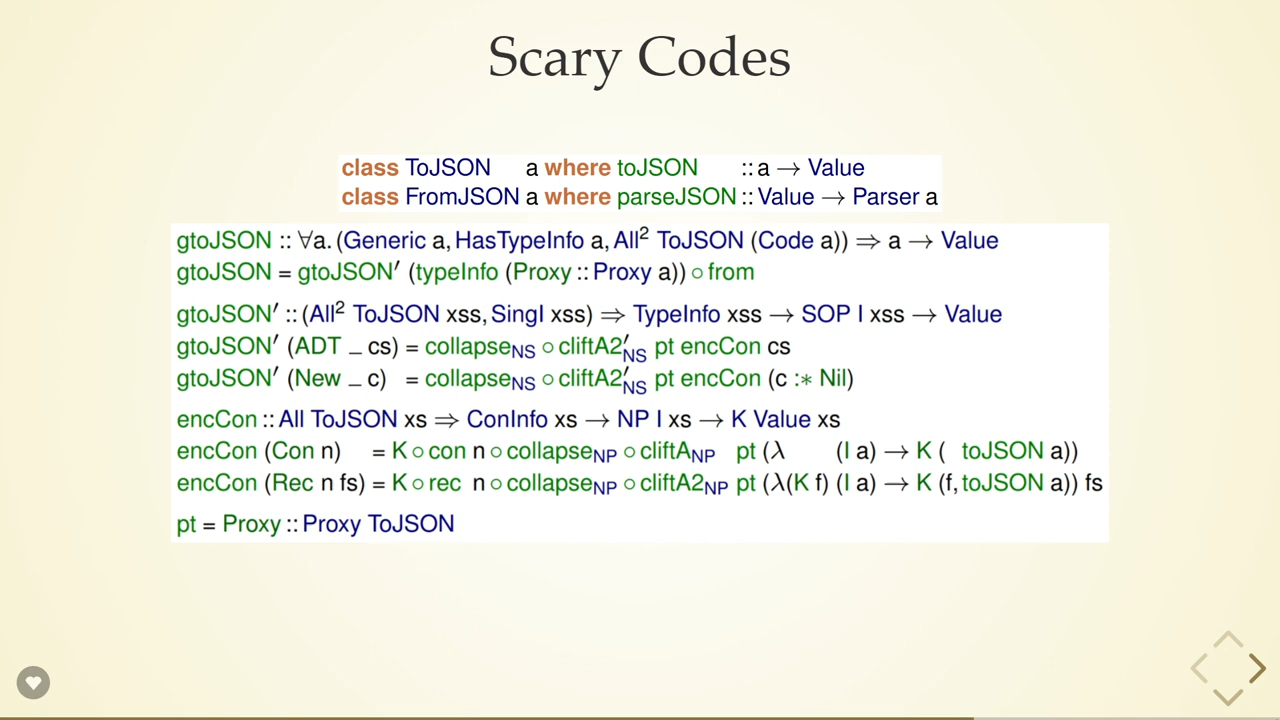 Scary Codes
class ToJSON a where toJSON :: a → Value
class FromJSON a where parseJSON :: Value → Parser a
gtoJSON :: ∀a. (Generic a, HasTypeInfo a, All² ToJSON (Code a)) ⇒ a → Value
gtoJSON = gtoJSON′ (typeInfo (Proxy :: Proxy a)) ∘ from
gtoJSON′ :: (All² ToJSON xss, SingI xss) ⇒ TypeInfo xss → SOP I xss → Value
gtoJSON′ (ADT _ cs) = collapseNS ∘ cliftA2′NS pt encCon cs
gtoJSON′ (New _ c) = collapseNS ∘ cliftA2′NS pt encCon (c :* Nil)
encCon :: All ToJSON xs ⇒ ConInfo xs → NP I xs → K Value xs
encCon (Con n) = K ∘ con n ∘ collapseNP ∘ cliftANP pt (λ (I a) → K ( toJSON a))
encCon (Rec n fs) = K ∘ rec n ∘ collapseNP ∘ cliftA2NP pt (λ(K f) (I a) → K (f, toJSON a)) fs
pt = Proxy :: Proxy ToJSON